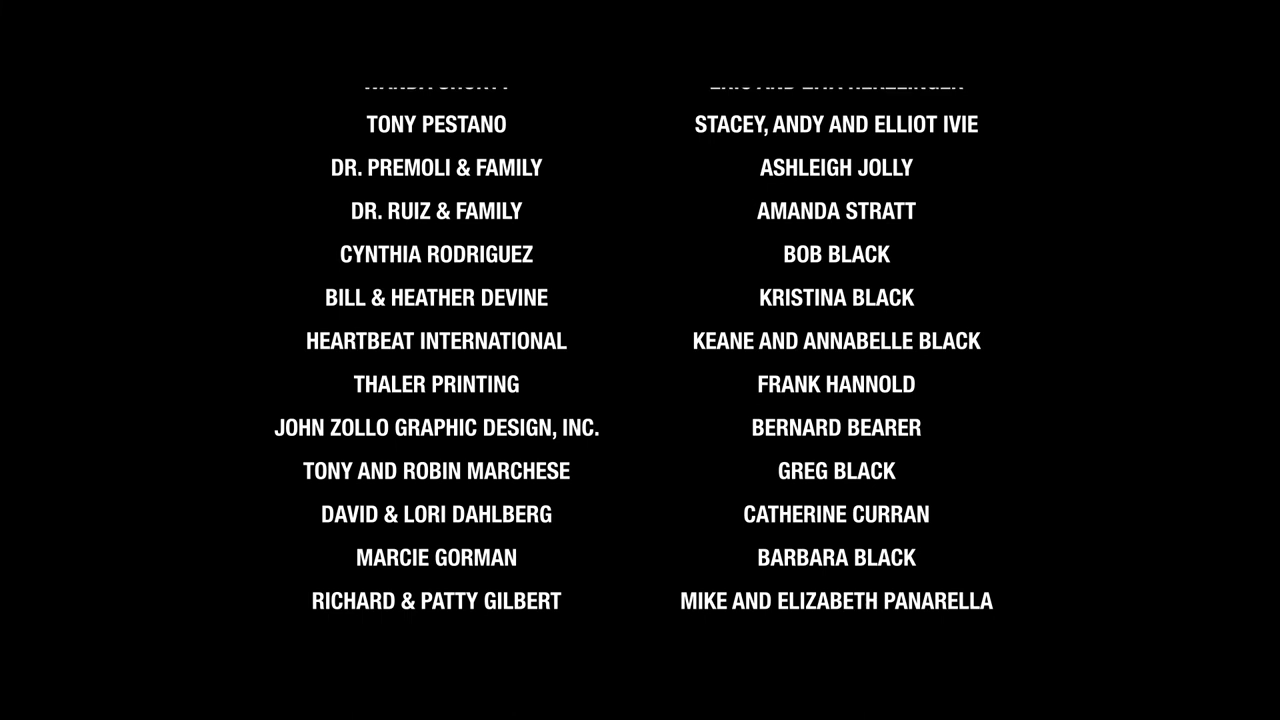 TONY PESTANO
DR. PREMOLI & FAMILY
DR. RUIZ & FAMILY
CYNTHIA RODRIGUEZ
BILL & HEATHER DEVINE
HEARTBEAT INTERNATIONAL
THALER PRINTING
JOHN ZOLLO GRAPHIC DESIGN, INC.
TONY AND ROBIN MARCHESE
DAVID & LORI DAHLBERG
MARCIE GORMAN
RICHARD & PATTY GILBERT
STACEY, ANDY AND ELLIOT IVIE
ASHLEIGH JOLLY
AMANDA STRATT
BOB BLACK
KRISTINA BLACK
KEANE AND ANNABELLE BLACK
FRANK HANNOLD
BERNARD BEARER
GREG BLACK
CATHERINE CURRAN
BARBARA BLACK
MIKE AND ELIZABETH PANARELLA